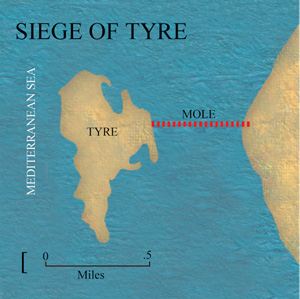 SIEGE OF TYRE
MEDITERRANEAN SEA
MOLE
TYRE
0 .5
Miles